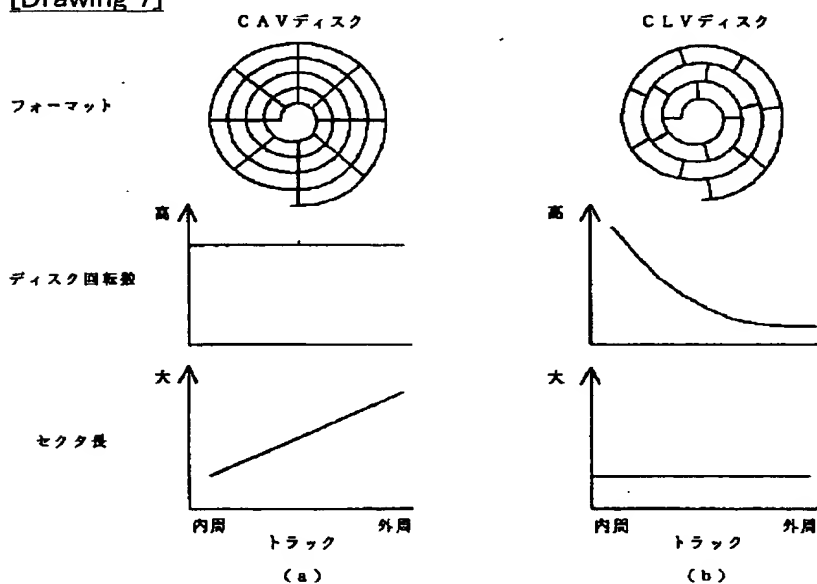 [Drawing 7]
CAVディスク CLVディスク
フォーマット
高 高
ディスク回転数
大 大
セクタ長
内周 外周 内周 外周
トラック トラック
(a) (b)